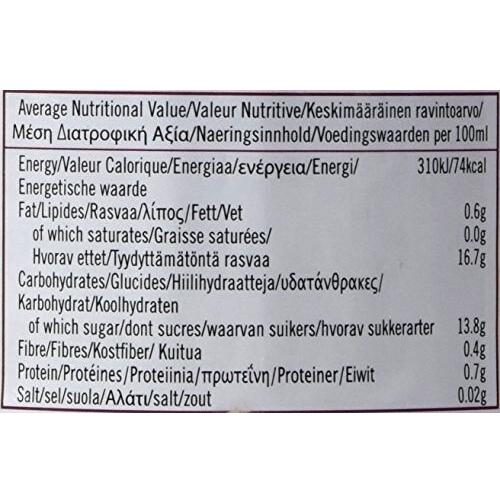 Average Nutritional Value/Valeur Nutritive/Keskimääräinen ravintoarvo/
Μέση Διατροφική Αξία/Naeringsinnhold/Voedingswaarden per 100ml
Energy/Valeur Calorique/Energiaa/ενέργεια/Energi/ 310kJ/74kcal
Energetische waarde
Fat/Lipides/Rasvaa/λίπος/Fett/Vet 0.6g
of which saturates/Graisse saturées/ 0.0g
Hvorav ettet/Tyydyttämätöntä rasvaa 16.7g
Carbohydrates/Glucides/Hiilihydraatteja/υδατάνθρακες/
Karbohydrat/Koolhydraten
of which sugar/dont sucres/waarvan suikers/hvorav sukkerarter 13.8g
Fibre/Fibres/Kostfiber/ Kuitua 0.4g
Protein/Protéines/Proteiinia/πρωτεΐνη/Proteiner/Eiwit 0.7g
Salt/sel/suola/Αλάτι/salt/zout 0.02g